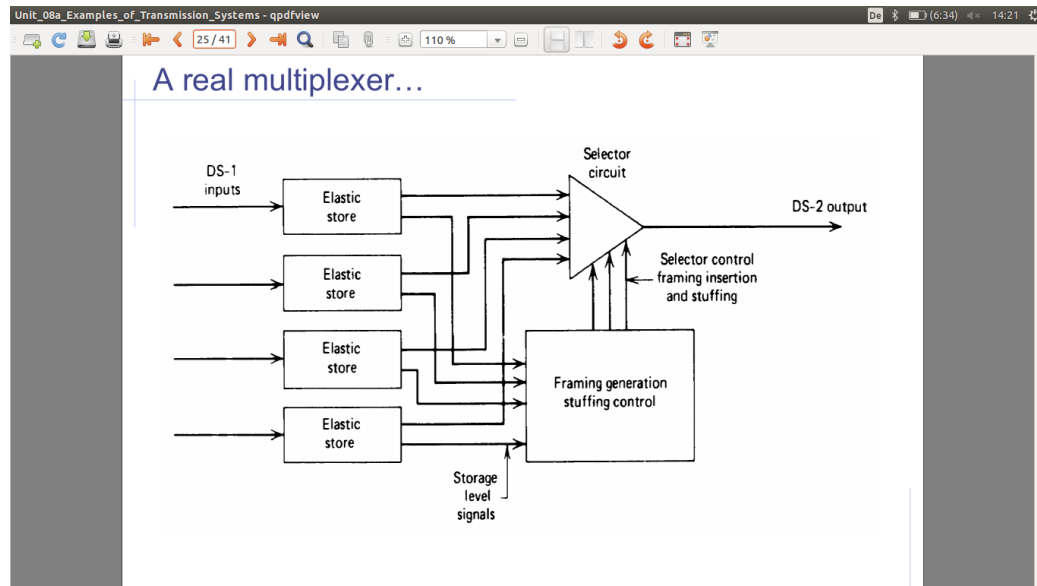 Unit_08a_Examples_of_Transmission_Systems - qpdfview
De
(6:34)
14:21
25 / 41
110 %
A real multiplexer...
DS-1
inputs
Elastic
store
Elastic
store
Elastic
store
Elastic
store
Selector
circuit
DS-2 output
Selector control
framing insertion
and stuffing
Framing generation
stuffing control
Storage
level
signals